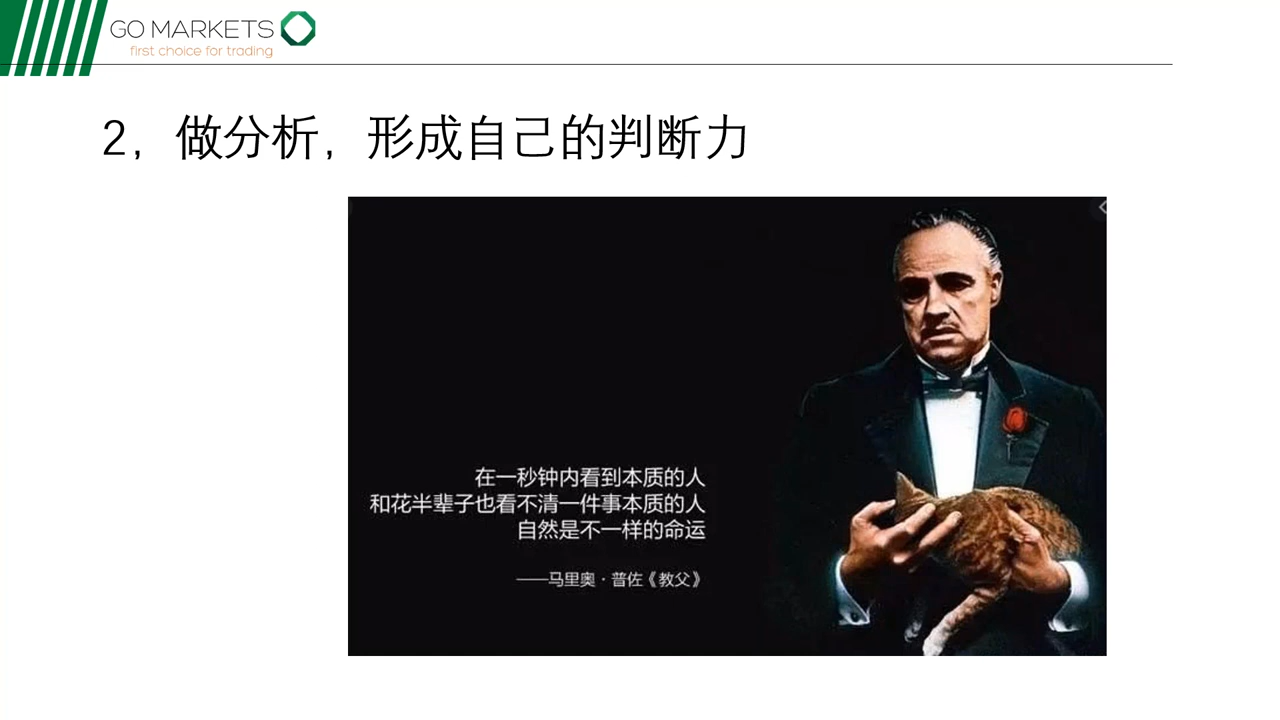 GO MARKETS
first choice for trading
2，做分析，形成自己的判断力
在一秒钟内看到本质的人
和花半辈子也看不清一件事本质的人
自然是不一样的命运
——马里奥·普佐《教父》